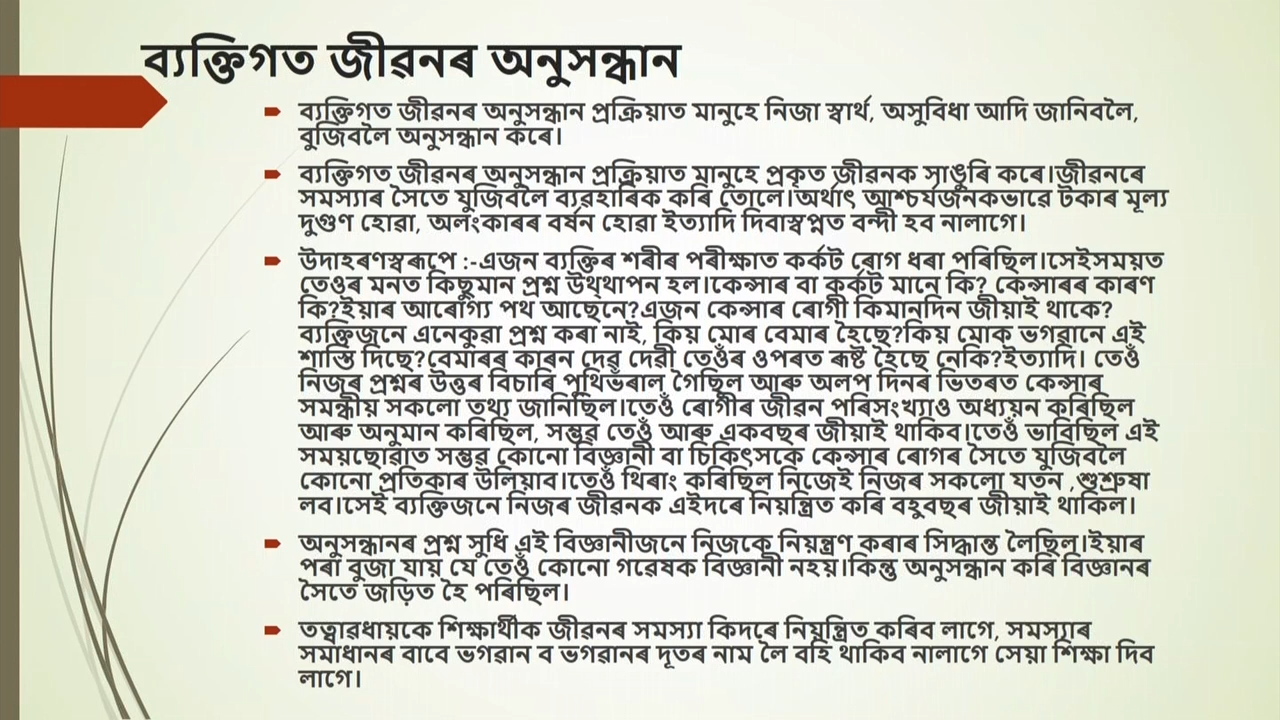 ব্যক্তিগত জীৱনৰ অনুসন্ধান
ব্যক্তিগত জীৱনৰ অনুসন্ধান প্ৰক্ৰিয়াত মানুহে নিজা স্বাৰ্থ, অসুবিধা আদি জানিবলৈ,
বুজিবলৈ অনুসন্ধান কৰে।
ব্যক্তিগত জীৱনৰ অনুসন্ধান প্ৰক্ৰিয়াত মানুহে প্ৰকৃত জীৱনক সাঙুৰি কৰে।জীৱনৰে
সমস্যাৰ সৈতে যুজিবলৈ ব্যৱহাৰিক কৰি তোলে।অৰ্থাৎ আশ্চৰ্যজনকভাৱে টকাৰ মূল্য
দুগুণ হোৱা, অলংকাৰৰ বৰ্ষন হোৱা ইত্যাদি দিবাস্বপ্নত বন্দী হব নালাগে।
উদাহৰণস্বৰূপে :-এজন ব্যক্তিৰ শৰীৰ পৰীক্ষাত কৰ্কট ৰোগ ধৰা পৰিছিল।সেইসময়ত
তেওৰ মনত কিছুমান প্ৰশ্ন উথ্থাপন হল।কেন্সাৰ বা কৰ্কট মানে কি? কেন্সাৰৰ কাৰণ
কি?ইয়াৰ আৰোগ্য পথ আছেনে?এজন কেন্সাৰ ৰোগী কিমানদিন জীয়াই থাকে?
ব্যক্তিজনে এনেকুৱা প্ৰশ্ন কৰা নাই, কিয় মোৰ বেমাৰ হৈছে?কিয় মোক ভগৱানে এই
শাস্তি দিছে?বেমাৰৰ কাৰন দেৱ দেৱী তেওঁৰ ওপৰত ৰূষ্ট হৈছে নেকি?ইত্যাদি। তেওঁ
নিজৰ প্ৰশ্নৰ উত্তৰ বিচাৰি পুথিভঁৰাল গৈছিল আৰু অলপ দিনৰ ভিতৰত কেন্সাৰ
সমন্ধীয় সকলো তথ্য জানিছিল।তেওঁ ৰোগীৰ জীৱন পৰিসংখ্যাও অধ্যয়ন কৰিছিল
আৰু অনুমান কৰিছিল, সম্ভৱ তেওঁ আৰু একবছৰ জীয়াই থাকিব।তেওঁ ভাবিছিল এই
সময়ছোৱাত সম্ভৱ কোনো বিজ্ঞানী বা চিকিৎসকে কেন্সাৰ ৰোগৰ সৈতে যুজিবলৈ
কোনো প্ৰতিকাৰ উলিয়াব।তেওঁ থিৰাং কৰিছিল নিজেই নিজৰ সকলো যতন ,শুশ্ৰুষা
লব।সেই ব্যক্তিজনে নিজৰ জীৱনক এইদৰে নিয়ন্ত্ৰিত কৰি বহুবছৰ জীয়াই থাকিল।
অনুসন্ধানৰ প্ৰশ্ন সুধি এই বিজ্ঞানীজনে নিজকে নিয়ন্ত্ৰণ কৰাৰ সিদ্ধান্ত লৈছিল।ইয়াৰ
পৰা বুজা যায় যে তেওঁ কোনো গৱেষক বিজ্ঞানী নহয়।কিন্তু অনুসন্ধান কৰি বিজ্ঞানৰ
সৈতে জড়িত হৈ পৰিছিল।
তত্বাৱধায়কে শিক্ষাৰ্থীক জীৱনৰ সমস্যা কিদৰে নিয়ন্ত্ৰিত কৰিব লাগে, সমস্যাৰ
সমাধানৰ বাবে ভগৱান ব ভগৱানৰ দূতৰ নাম লৈ বহি থাকিব নালাগে সেয়া শিক্ষা দিব
লাগে।